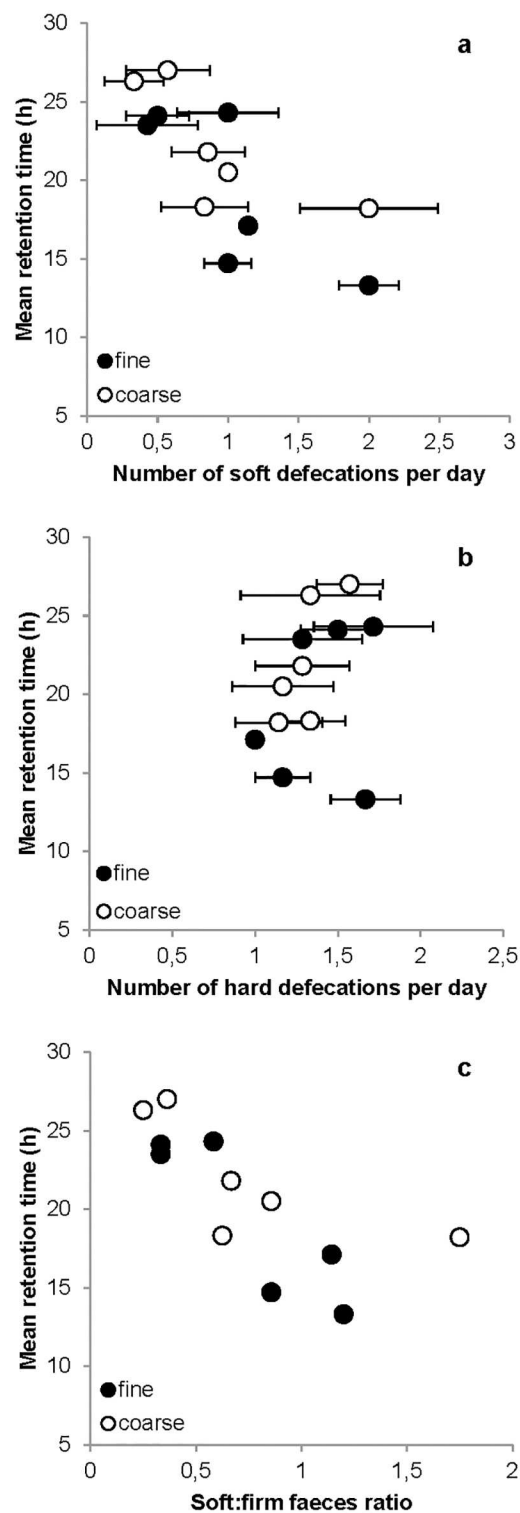 a
30
25
20
15
10
5
Mean retention time (h)
fine
coarse
0 0,5 1 1,5 2 2,5 3
Number of soft defecations per day
b
30
25
20
15
10
5
Mean retention time (h)
fine
coarse
0 0,5 1 1,5 2 2,5
Number of hard defecations per day
c
30
25
20
15
10
5
Mean retention time (h)
fine
coarse
0 0,5 1 1,5 2
Soft:firm faeces ratio